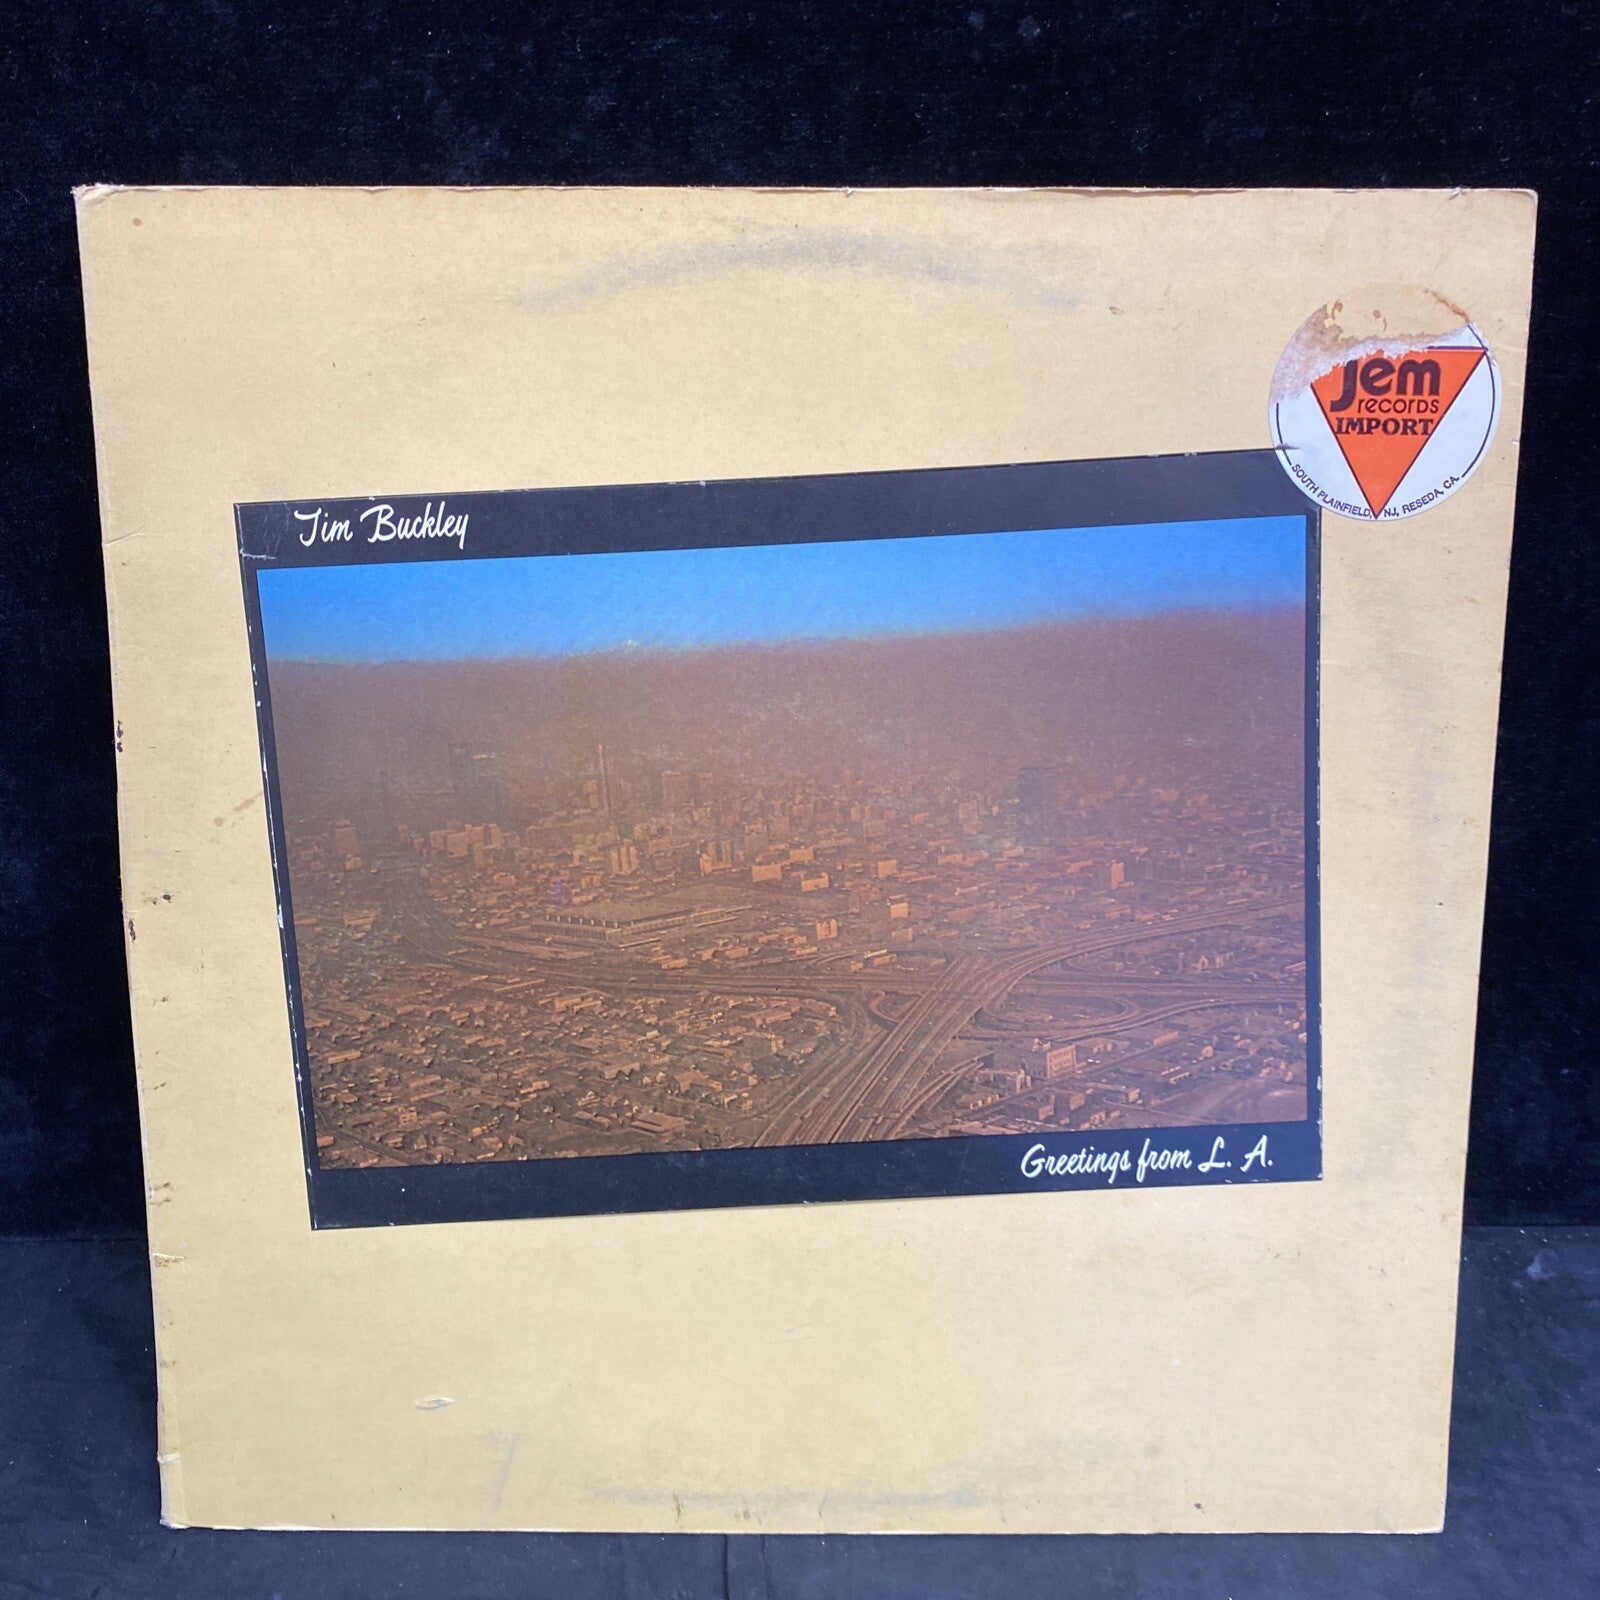 Jem
records
IMPORT
SOUTH PLAINFIELD, NJ, RESEDA, CA.
Tim Buckley
Greetings from L. A.